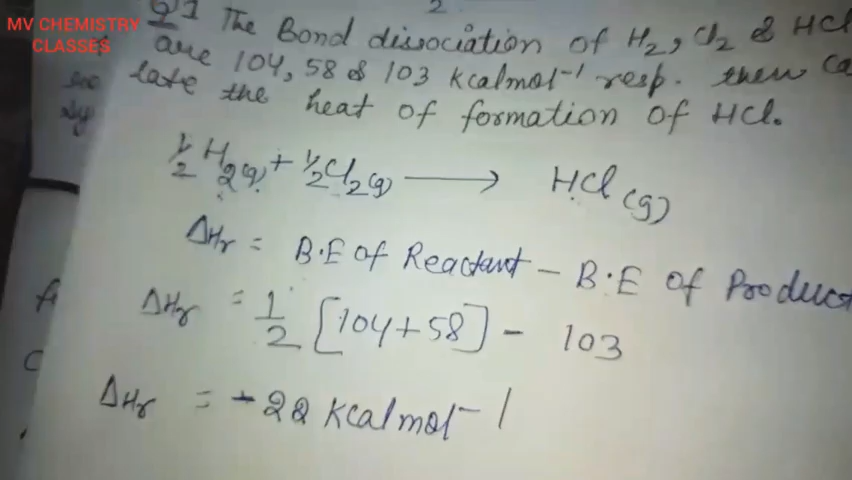 MV CHEMISTRY
CLASSES
2
Q1 The Bond dissociation of H2, Cl2 & HCl
are 104, 58 & 103 Kcalmol-1 resp. then ca
late the heat of formation of HCl.
1/2 H2(g) + 1/2 Cl2(g) ⟶ HCl(g)
ΔHr = B.E of Reactant - B.E of Product
ΔHr = 1/2 [104+58] - 103
ΔHr = -22 Kcalmol-1